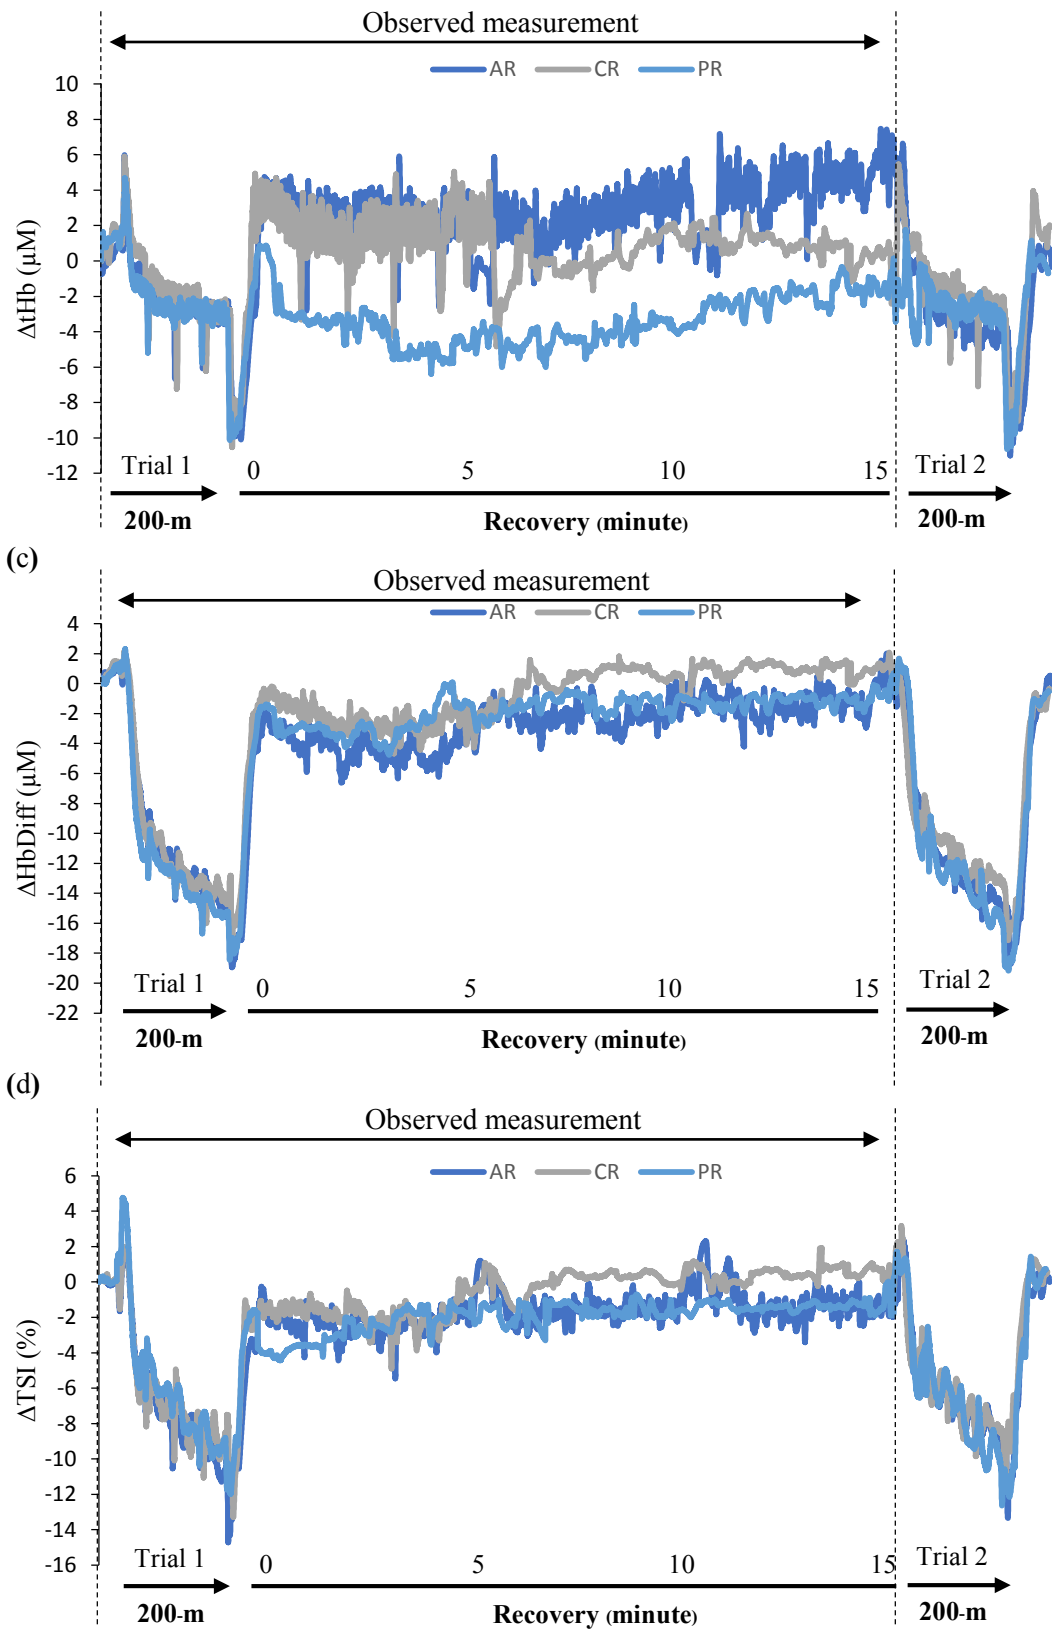 Observed measurement
AR CR PR
10
8
6
4
2
0
-2
-4
-6
-8
-10
-12
ΔtHb (µM)
Trial 1 0 5 10 15 Trial 2
200-m Recovery (minute) 200-m
(c)
Observed measurement
AR CR PR
4
2
0
-2
-4
-6
-8
-10
-12
-14
-16
-18
-20
-22
ΔHbDiff (µM)
Trial 1 0 5 10 15 Trial 2
200-m Recovery (minute) 200-m
(d)
Observed measurement
AR CR PR
6
4
2
0
-2
-4
-6
-8
-10
-12
-14
-16
ΔTSI (%)
Trial 1 0 5 10 15 Trial 2
200-m Recovery (minute) 200-m